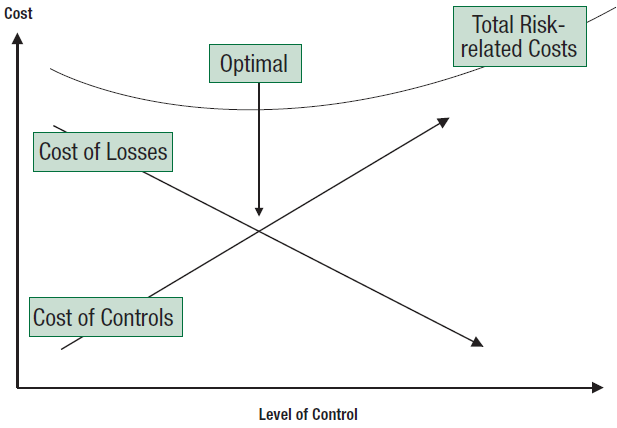 Cost
Total Risk-
related Costs
Optimal
Cost of Losses
Cost of Controls
Level of Control